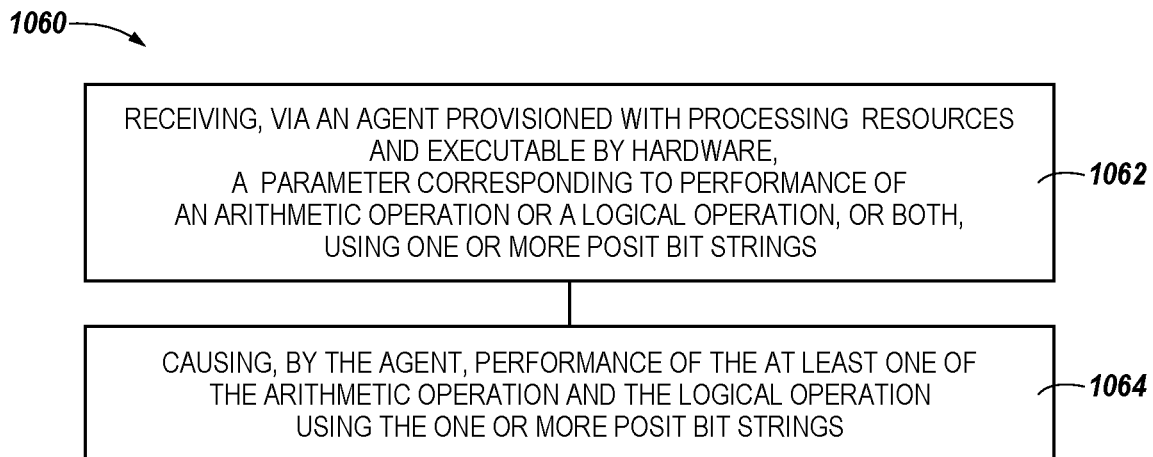 1060
RECEIVING, VIA AN AGENT PROVISIONED WITH PROCESSING RESOURCES
AND EXECUTABLE BY HARDWARE,
A PARAMETER CORRESPONDING TO PERFORMANCE OF
AN ARITHMETIC OPERATION OR A LOGICAL OPERATION, OR BOTH,
USING ONE OR MORE POSIT BIT STRINGS
1062
CAUSING, BY THE AGENT, PERFORMANCE OF THE AT LEAST ONE OF
THE ARITHMETIC OPERATION AND THE LOGICAL OPERATION
USING THE ONE OR MORE POSIT BIT STRINGS
1064